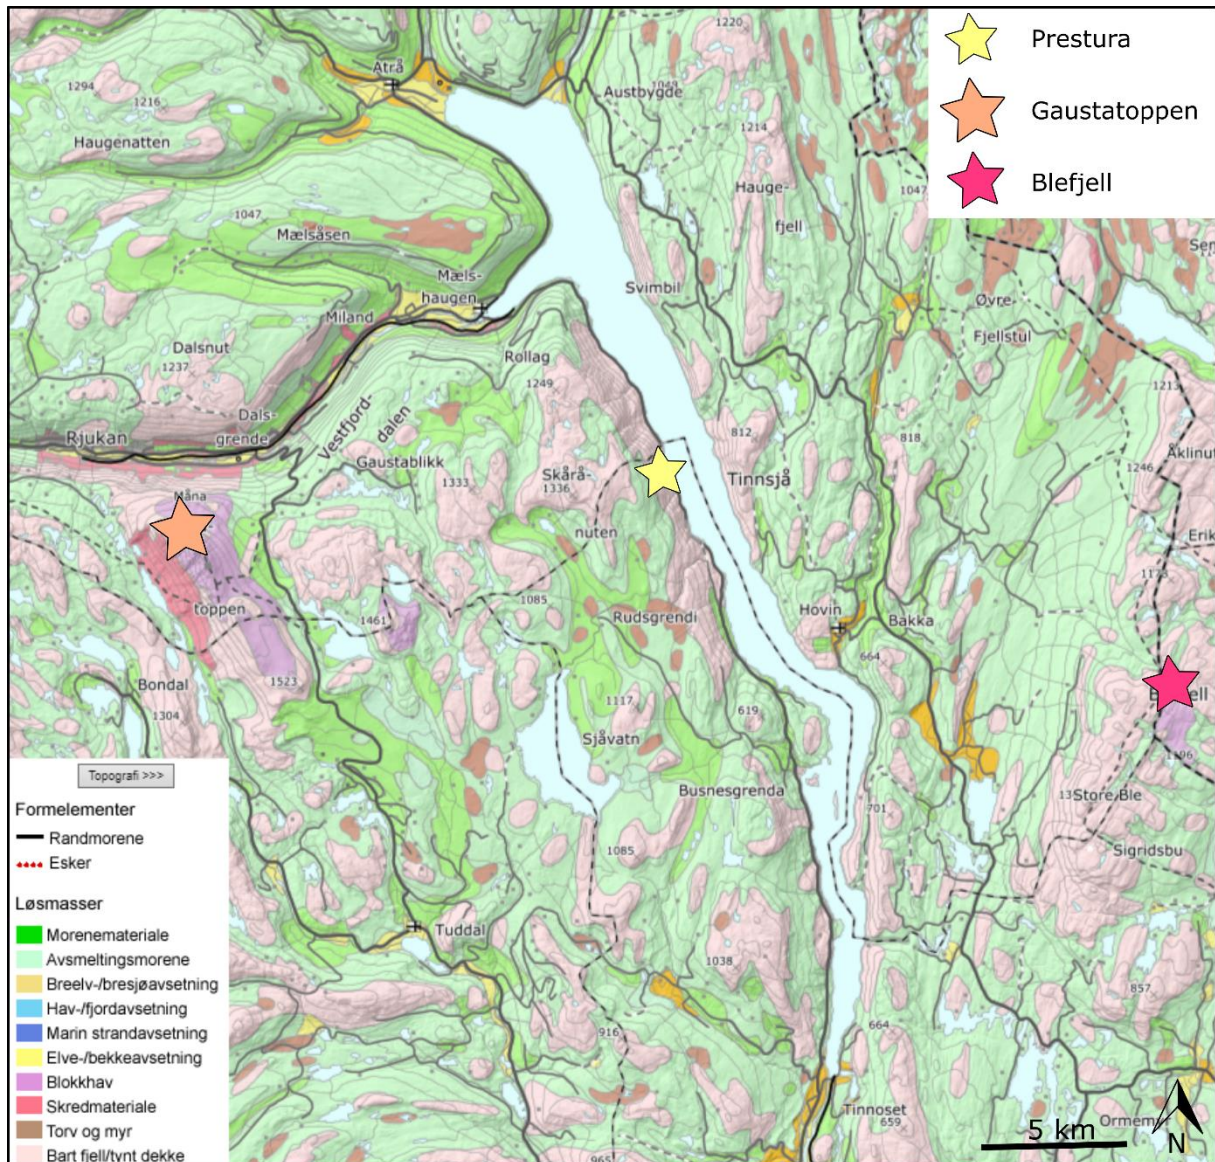 Prestura
Gaustatoppen
Blefjell
1220
Atrå
1049
Austbygde
1294
1216
Haugenatten
1214
Hauge-
fjell
1047
1047
Mælsåsen
Mæls-
haugen
Svimbil
Øvre-
Fjellstul
Miland
Dalsnut
1237
Rollag
1249
1213
Dals-
grende
Rjukan
Vestfjord-
dalen
812
818
Åklinut
1246
Gaustablikk
1333
Skårå-
1336
Tinnsjå
Måna
nuten
Erik
1173
toppen
1085
1461
Rudsgrendi
Hovin
Bakka
664
Bondal
1523
1304
1117
619
Sjåvatn
1196
Busnesgrenda
701
Store Ble
1085
Sigridsbu
Tuddal
1038
857
916
664
Tinnoset
659
965
Ormemyr
5 km
N
Topografi >>>
Formelementer
Randmorene
Esker
Løsmasser
Morenemateriale
Avsmeltingsmorene
Breelv-/bresjøavsetning
Hav-/fjordavsetning
Marin strandavsetning
Elve-/bekkeavsetning
Blokkhav
Skredmateriale
Torv og myr
Bart fjell/tynt dekke